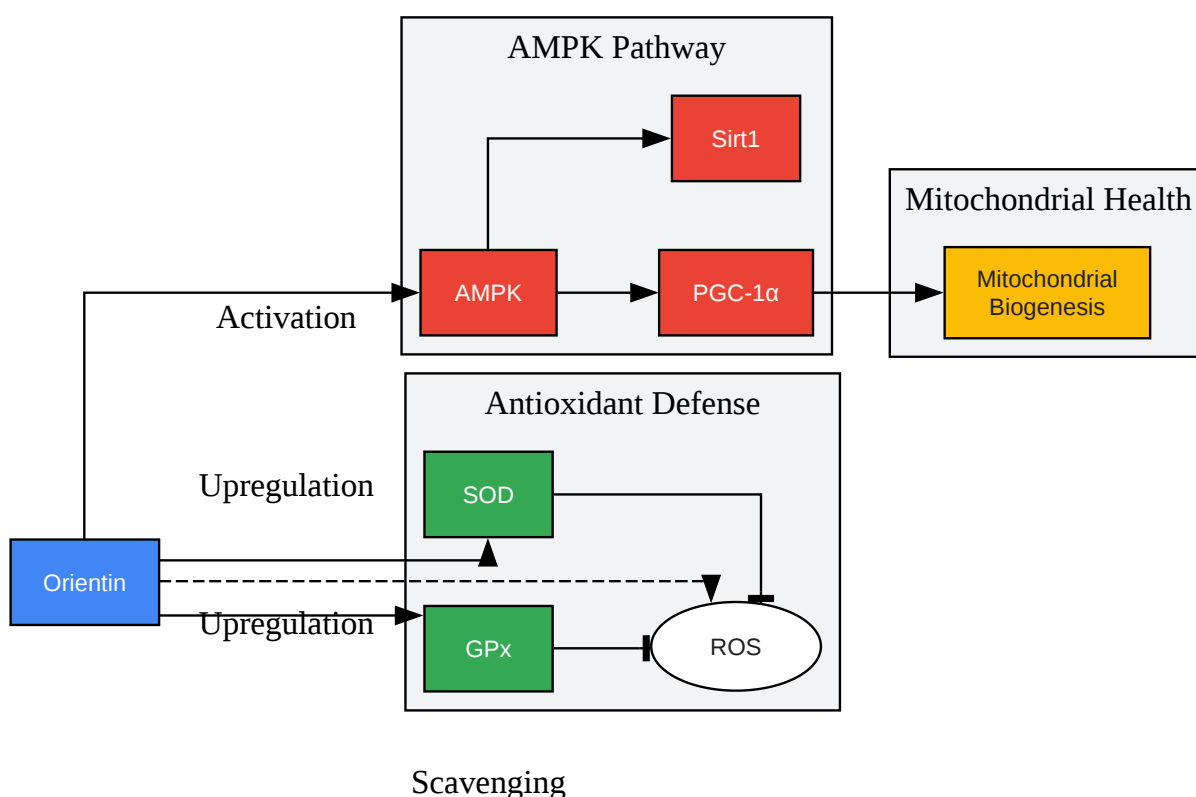 AMPK Pathway
Sirt1
Mitochondrial Health
AMPK
PGC-1α
Mitochondrial
Biogenesis
Activation
Antioxidant Defense
Upregulation
SOD
Orientin
Upregulation
GPx
ROS
Scavenging